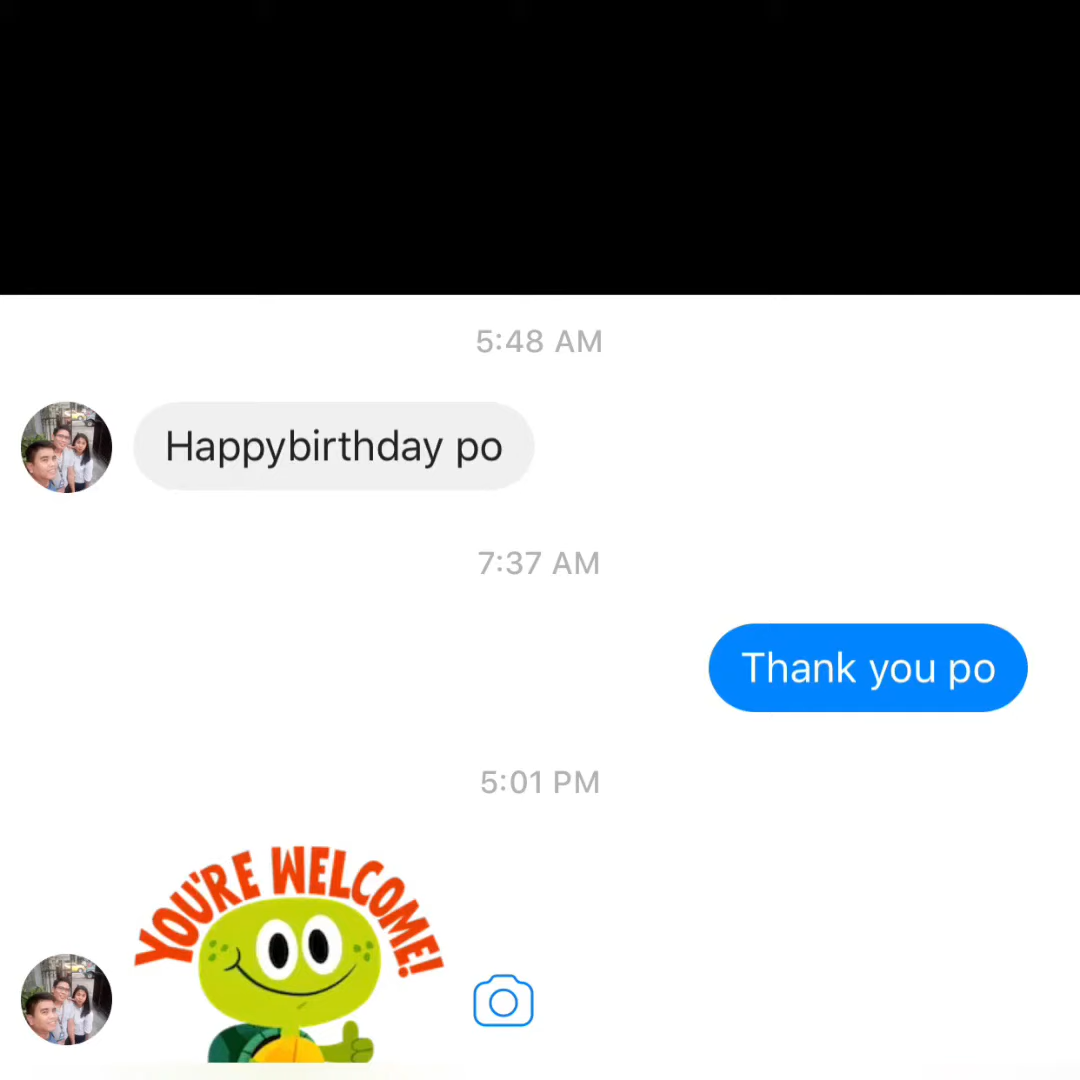 5:48 AM
Happybirthday po
7:37 AM
Thank you po
5:01 PM
YOU'RE WELCOME!